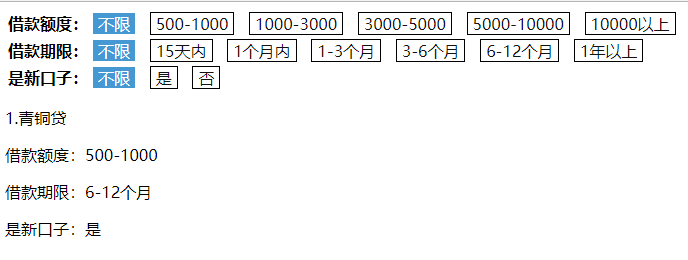 借款额度： 不限 500-1000 1000-3000 3000-5000 5000-10000 10000以上
借款期限： 不限 15天内 1个月内 1-3个月 3-6个月 6-12个月 1年以上
是新口子： 不限 是 否
1.青铜贷
借款额度：500-1000
借款期限：6-12个月
是新口子：是